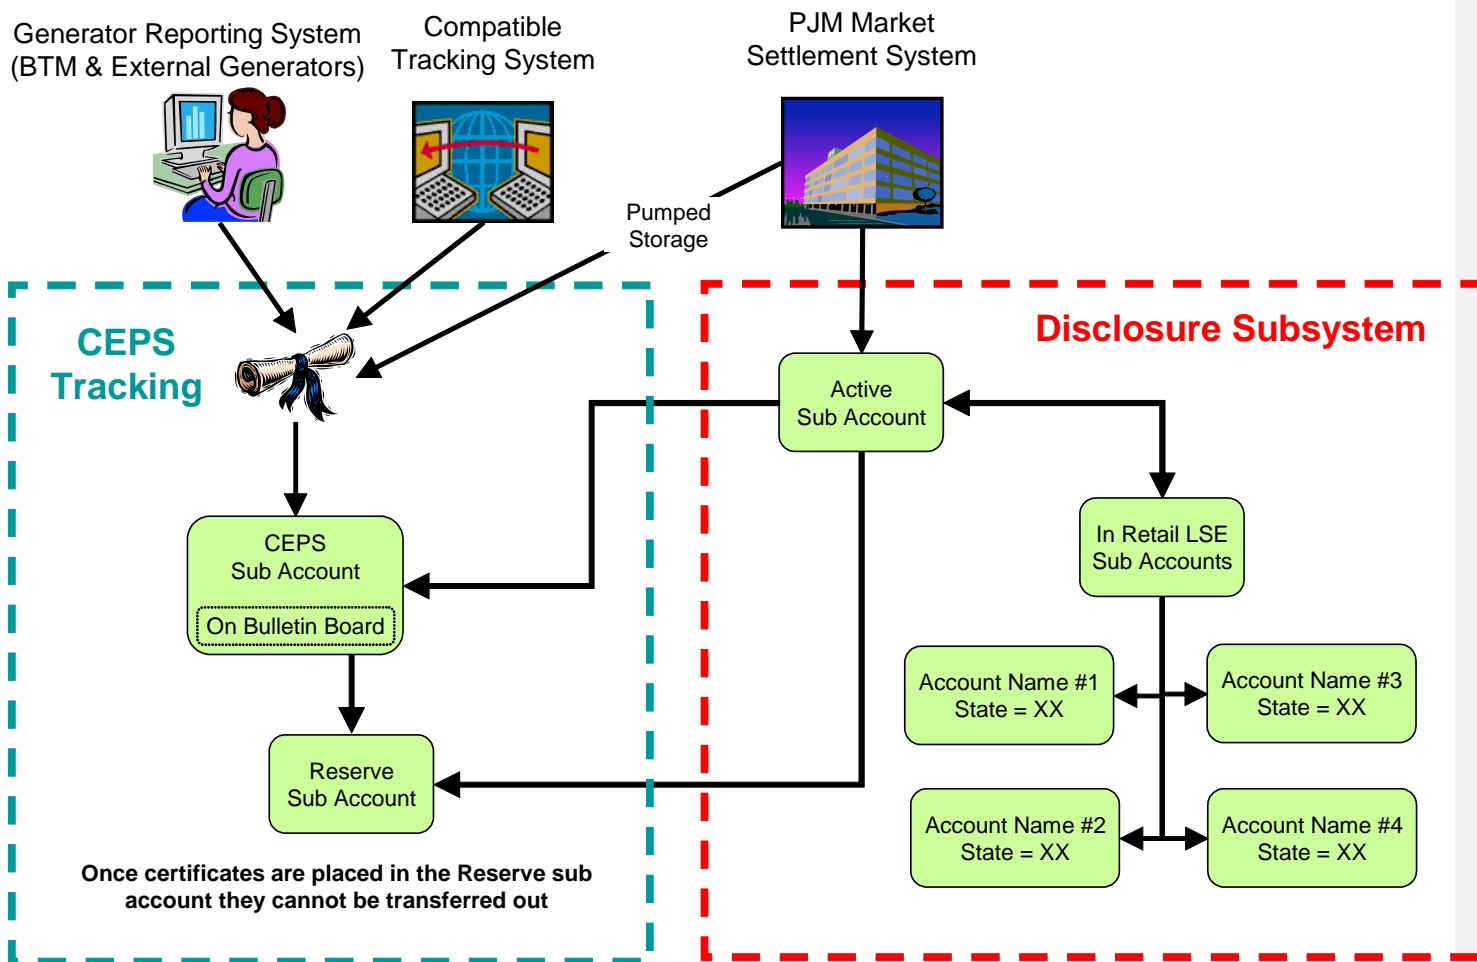 Generator Reporting System
(BTM & External Generators)
Compatible
Tracking System
PJM Market
Settlement System
Pumped
Storage
CEPS
Tracking
Disclosure Subsystem
Active
Sub Account
CEPS
Sub Account
On Bulletin Board
In Retail LSE
Sub Accounts
Account Name #1
State = XX
Account Name #3
State = XX
Reserve
Sub Account
Account Name #2
State = XX
Account Name #4
State = XX
Once certificates are placed in the Reserve sub
account they cannot be transferred out